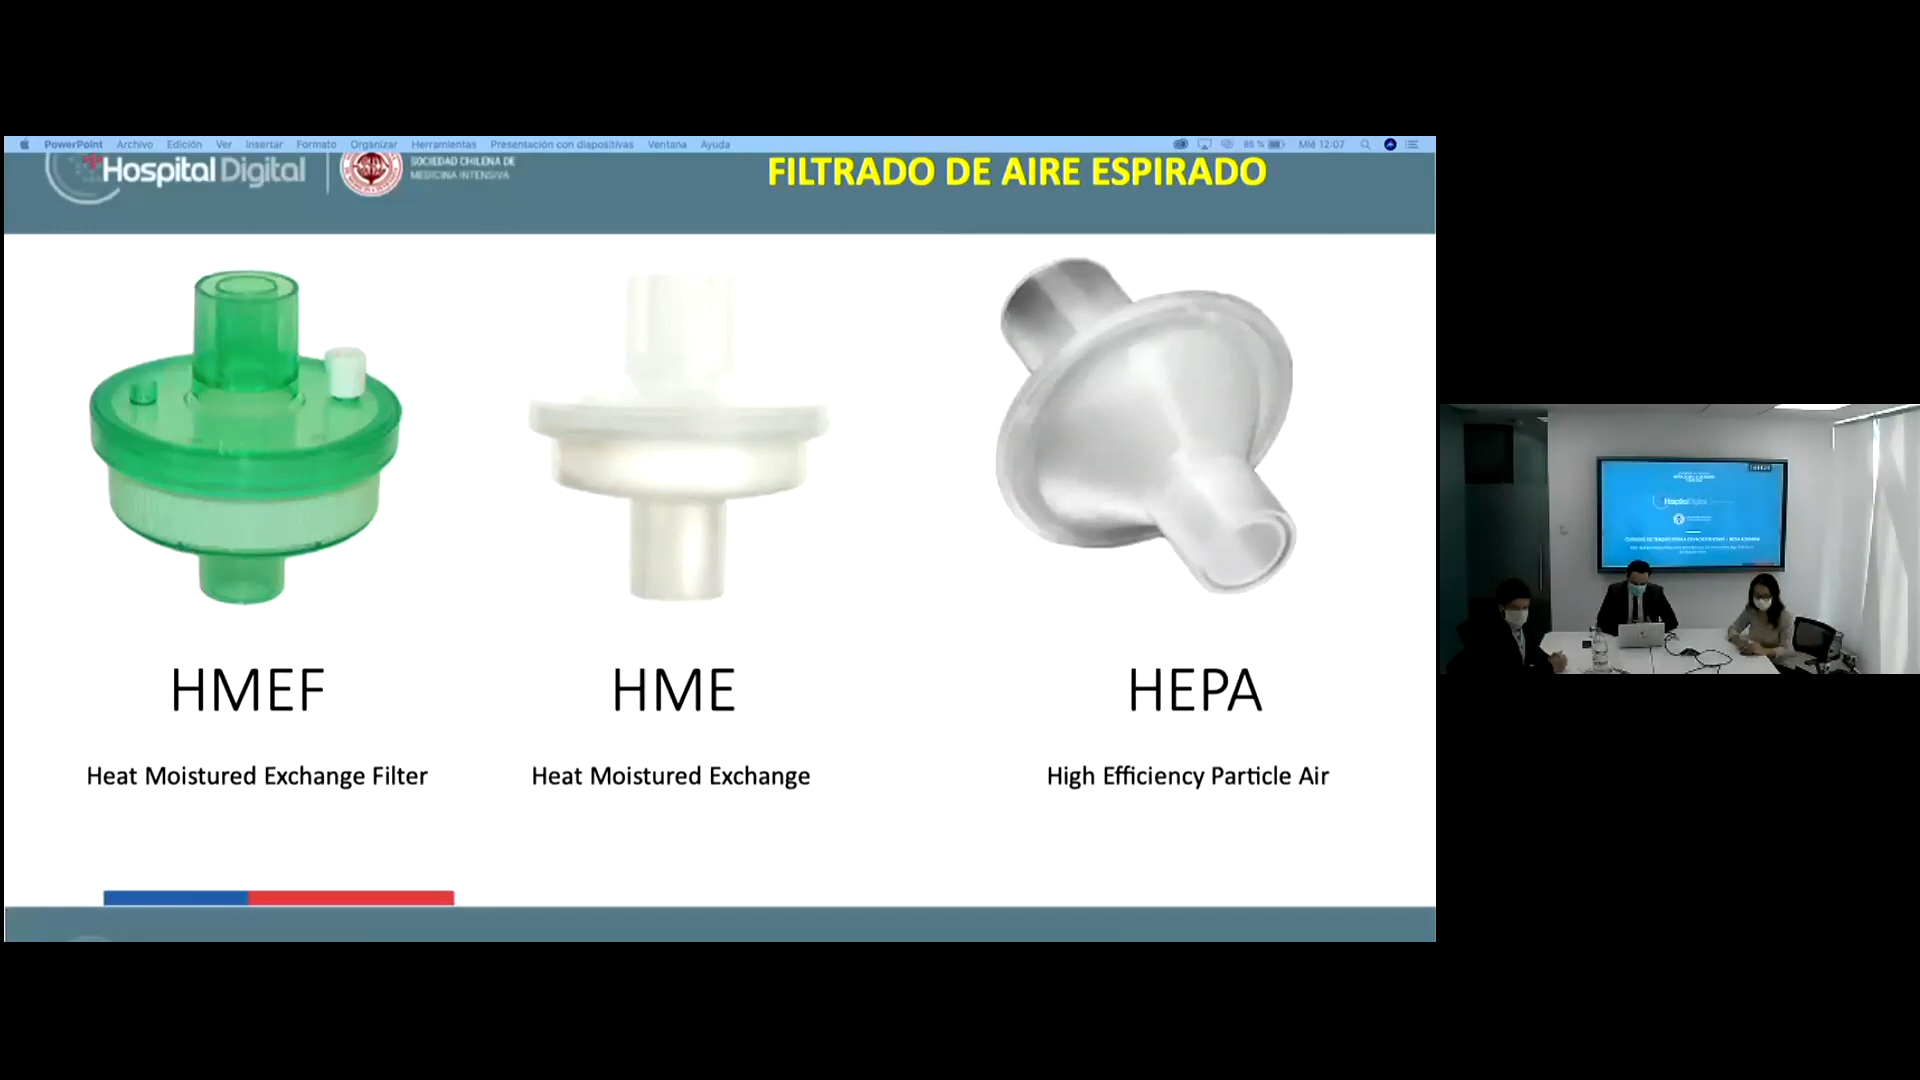 PowerPoint Archivo Edición Ver Insertar Formato Organizar Herramientas Presentación con diapositivas Ventana Ayuda 85 % Mié 12:07
Hospital Digital
SOCIEDAD CHILENA DE
MEDICINA INTENSIVA
FILTRADO DE AIRE ESPIRADO
HMEF
HME
HEPA
Heat Moistured Exchange Filter
Heat Moistured Exchange
High Efficiency Particle Air
HospitalDigital